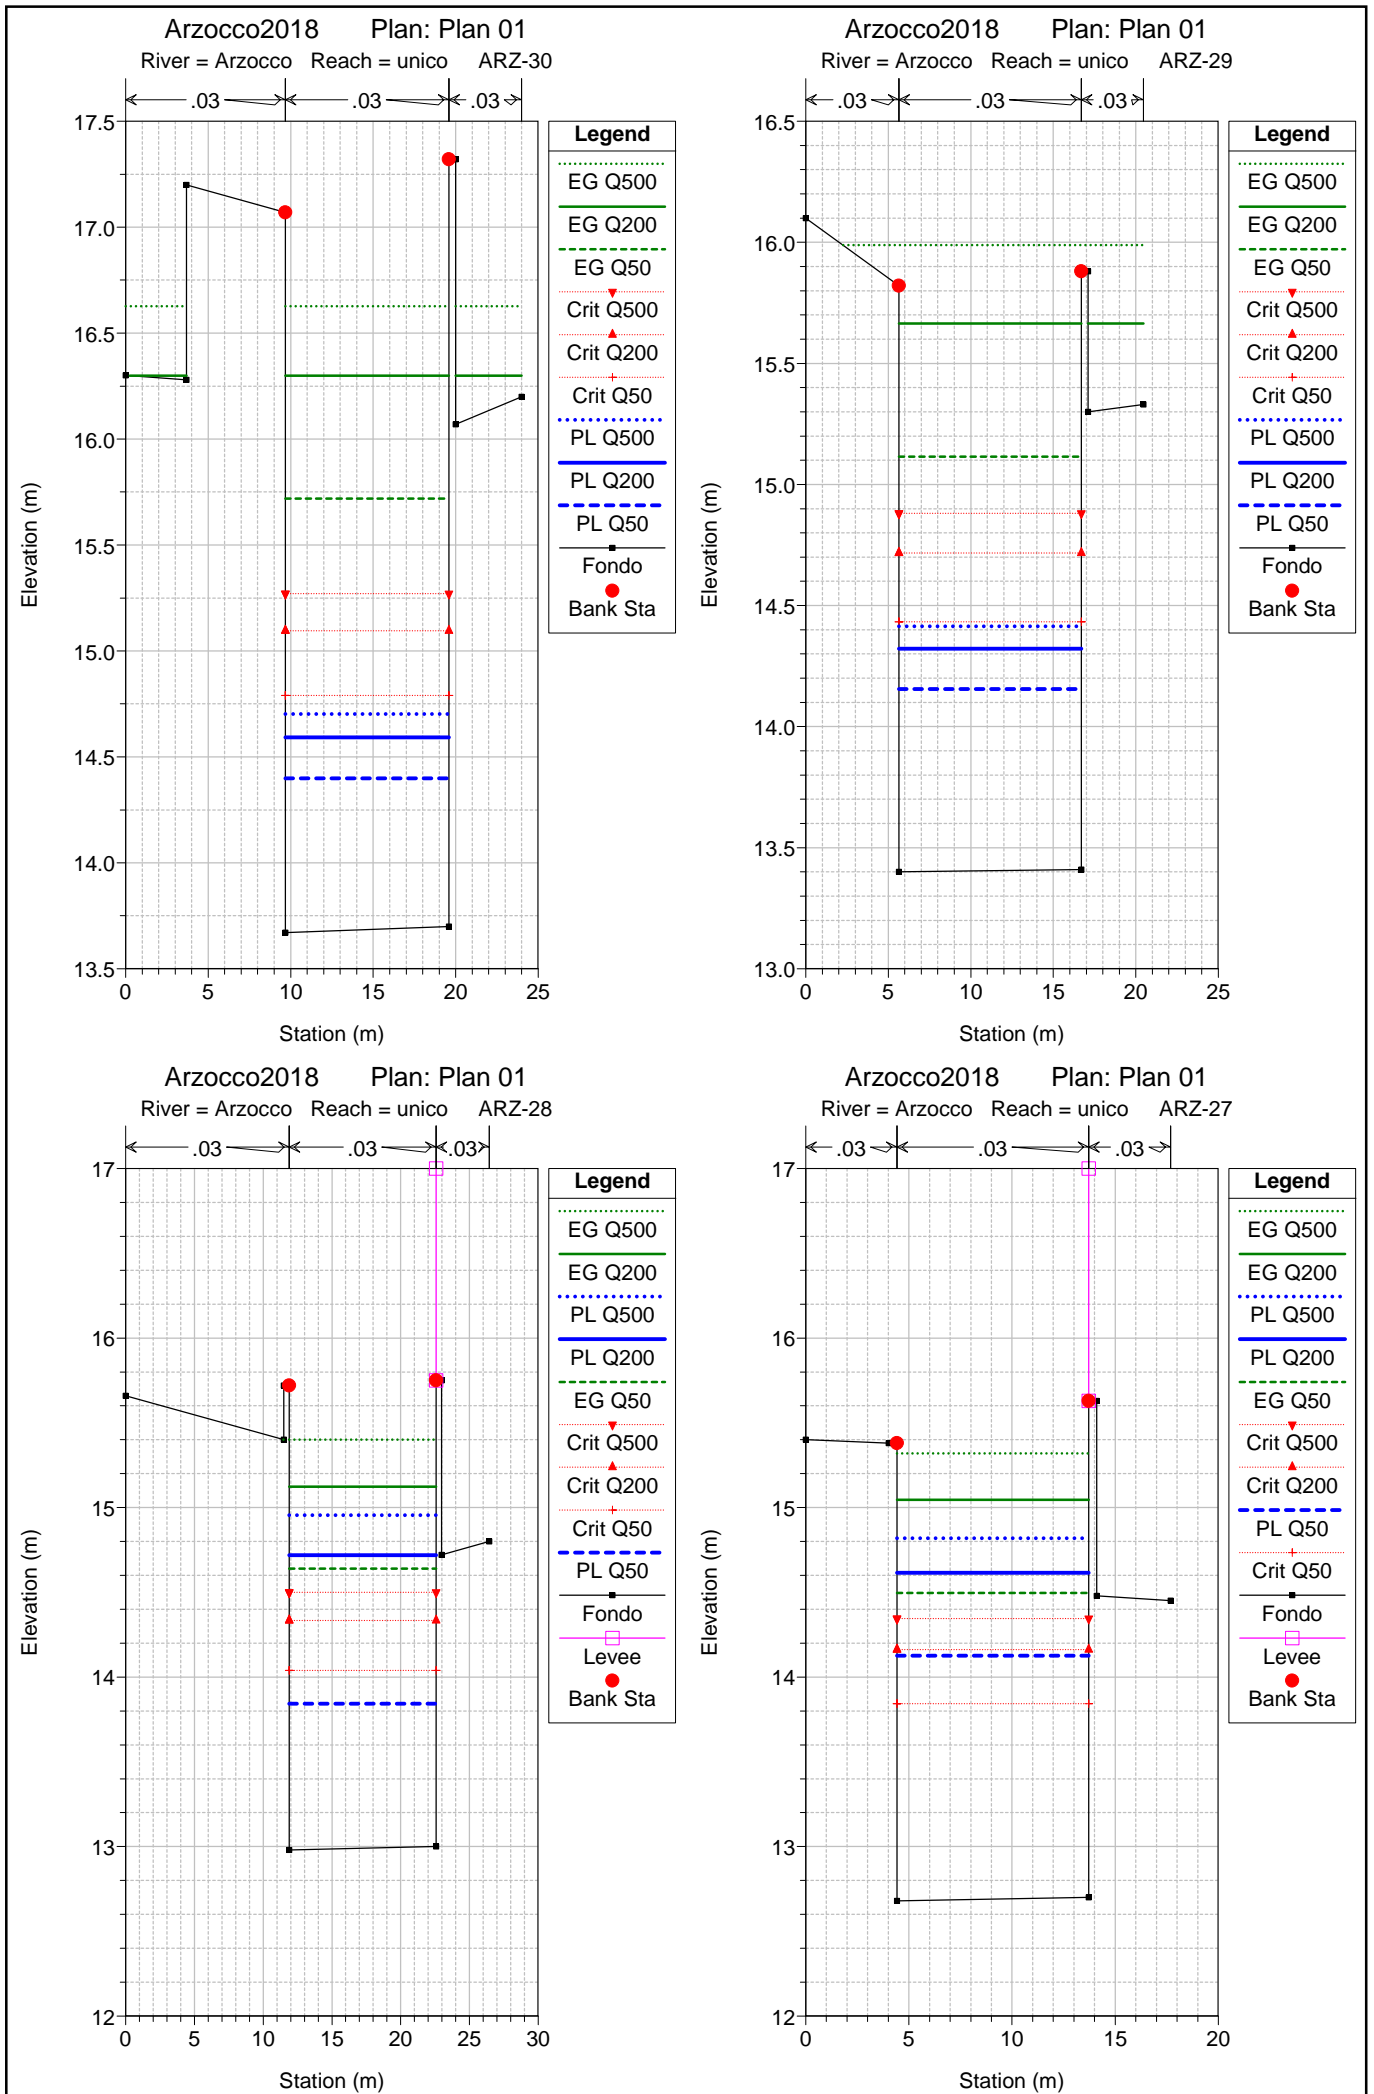 Arzocco2018 Plan: Plan 01
River = Arzocco Reach = unico ARZ-30
.03 .03 .03
17.5
17.0
16.5
16.0
15.5
15.0
14.5
14.0
13.5
Elevation (m)
0 5 10 15 20 25
Station (m)
Legend
EG Q500
EG Q200
EG Q50
Crit Q500
Crit Q200
Crit Q50
PL Q500
PL Q200
PL Q50
Fondo
Bank Sta
Arzocco2018 Plan: Plan 01
River = Arzocco Reach = unico ARZ-29
.03 .03 .03
16.5
16.0
15.5
15.0
14.5
14.0
13.5
13.0
Elevation (m)
0 5 10 15 20 25
Station (m)
Legend
EG Q500
EG Q200
EG Q50
Crit Q500
Crit Q200
Crit Q50
PL Q500
PL Q200
PL Q50
Fondo
Bank Sta
Arzocco2018 Plan: Plan 01
River = Arzocco Reach = unico ARZ-28
.03 .03 .03
17
16
15
14
13
12
Elevation (m)
0 5 10 15 20 25 30
Station (m)
Legend
EG Q500
EG Q200
PL Q500
PL Q200
EG Q50
Crit Q500
Crit Q200
Crit Q50
PL Q50
Fondo
Levee
Bank Sta
Arzocco2018 Plan: Plan 01
River = Arzocco Reach = unico ARZ-27
.03 .03 .03
17
16
15
14
13
12
Elevation (m)
0 5 10 15 20
Station (m)
Legend
EG Q500
EG Q200
PL Q500
PL Q200
EG Q50
Crit Q500
Crit Q200
PL Q50
Crit Q50
Fondo
Levee
Bank Sta